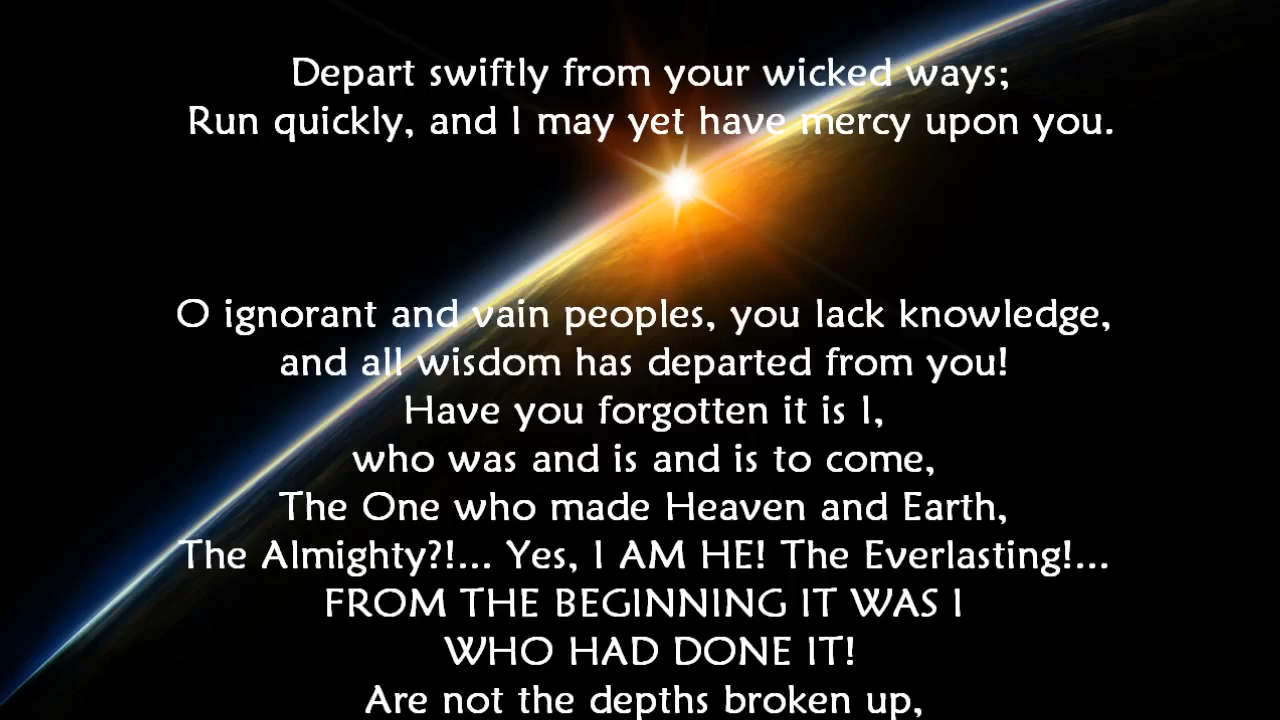 Depart swiftly from your wicked ways;
Run quickly, and I may yet have mercy upon you.
O ignorant and vain peoples, you lack knowledge,
and all wisdom has departed from you!
Have you forgotten it is I,
who was and is and is to come,
The One who made Heaven and Earth,
The Almighty?!... Yes, I AM HE! The Everlasting!...
FROM THE BEGINNING IT WAS I
WHO HAD DONE IT!
Are not the depths broken up,